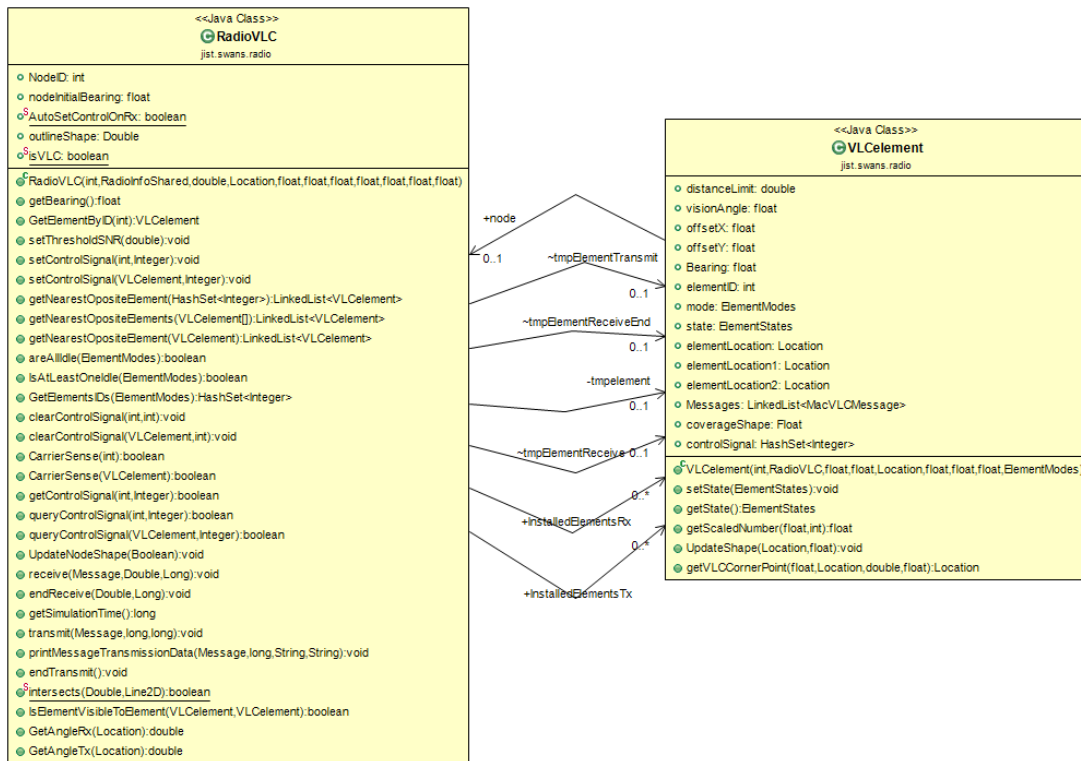 <<Java Class>>
RadioVLC
jist.swans.radio
NodeID: int
nodeInitialBearing: float
AutoSetControlOnRx: boolean
outlineShape: Double
isVLC: boolean
RadioVLC(int,RadioInfoShared,double,Location,float,float,float,float,float,float,float)
getBearing():float
GetElementByID(int):VLCelement
setThresholdSNR(double):void
setControlSignal(int,Integer):void
setControlSignal(VLCelement,Integer):void
getNearestOpositeElement(HashSet<Integer>):LinkedList<VLCelement>
getNearestOpositeElements(VLCelement[]):LinkedList<VLCelement>
getNearestOpositeElement(VLCelement):LinkedList<VLCelement>
areAllIdle(ElementModes):boolean
IsAtLeastOneIdle(ElementModes):boolean
GetElementsIDs(ElementModes):HashSet<Integer>
clearControlSignal(int,int):void
clearControlSignal(VLCelement,int):void
CarrierSense(int):boolean
CarrierSense(VLCelement):boolean
getControlSignal(int,Integer):boolean
queryControlSignal(int,Integer):boolean
queryControlSignal(VLCelement,Integer):boolean
UpdateNodeShape(Boolean):void
receive(Message,Double,Long):void
endReceive(Double,Long):void
getSimulationTime():long
transmit(Message,long,long):void
printMessageTransmissionData(Message,long,String,String):void
endTransmit():void
intersects(Double,Line2D):boolean
IsElementVisibleToElement(VLCelement,VLCelement):boolean
GetAngleRx(Location):double
GetAngleTx(Location):double
+node
0..1
~tmpElementTransmit
0..1
~tmpElementReceiveEnd
0..1
-tmpelement
0..1
~tmpElementReceive
0..1
+InstalledElementsRx
0..*
+InstalledElementsTx
0..*
<<Java Class>>
VLCelement
jist.swans.radio
distanceLimit: double
visionAngle: float
offsetX: float
offsetY: float
Bearing: float
elementID: int
mode: ElementModes
state: ElementStates
elementLocation: Location
elementLocation1: Location
elementLocation2: Location
Messages: LinkedList<MacVLCMessage>
coverageShape: Float
controlSignal: HashSet<Integer>
VLCelement(int,RadioVLC,float,float,Location,float,float,float,ElementModes)
setState(ElementStates):void
getState():ElementStates
getScaledNumber(float,int):float
UpdateShape(Location,float):void
getVLCCornerPoint(float,Location,double,float):Location